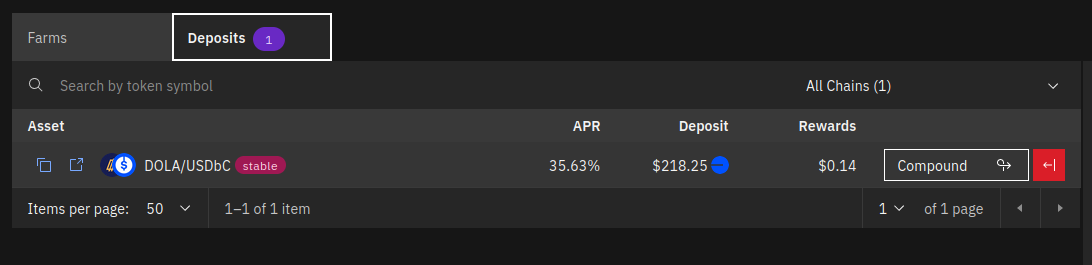 Farms
Deposits 1
Search by token symbol All Chains (1)
Asset APR Deposit Rewards
DOLA/USDbC stable 35.63% $218.25 $0.14 Compound
Items per page: 50 1–1 of 1 item 1 of 1 page